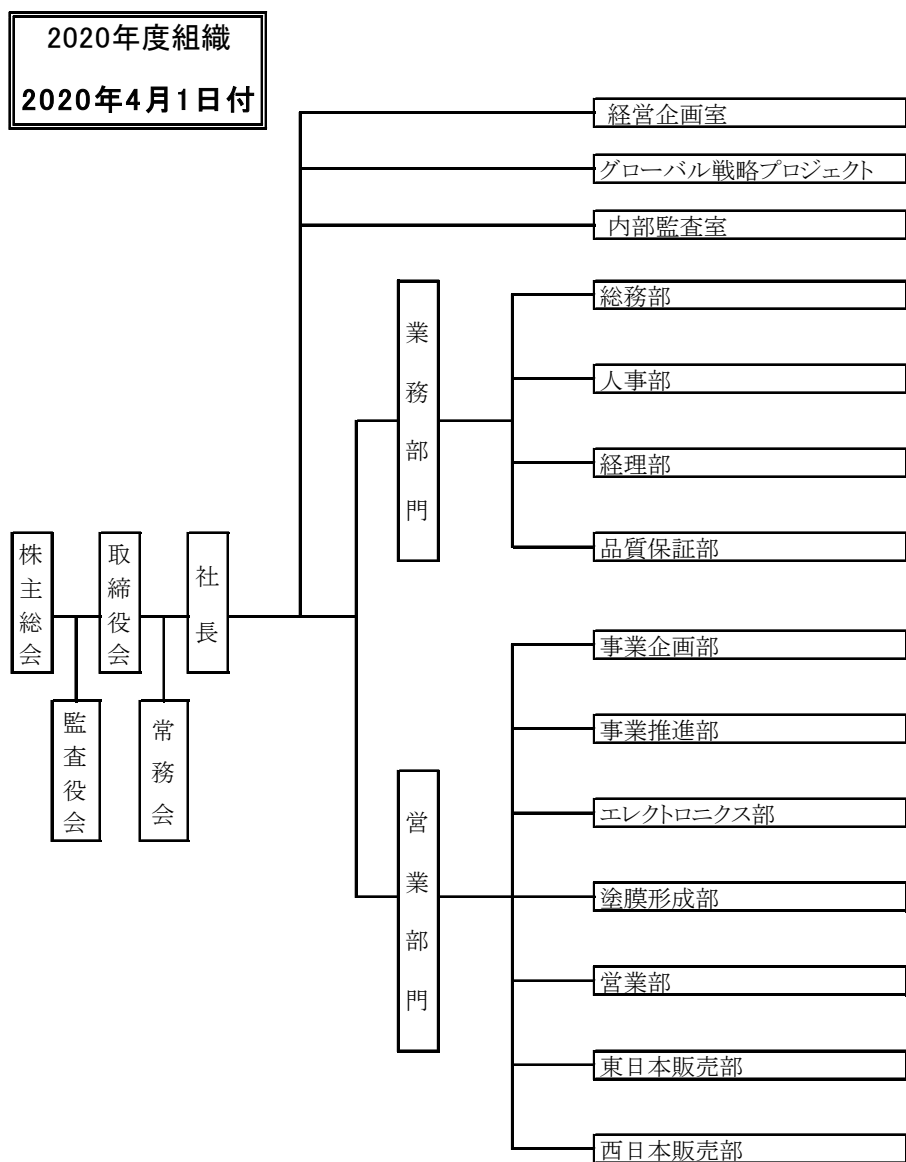 2020年度組織
2020年4月1日付
経営企画室
グローバル戦略プロジェクト
内部監査室
業務部門
総務部
人事部
経理部
品質保証部
株主総会
取締役会
社長
監査役会
常務会
営業部門
事業企画部
事業推進部
エレクトロニクス部
塗膜形成部
営業部
東日本販売部
西日本販売部